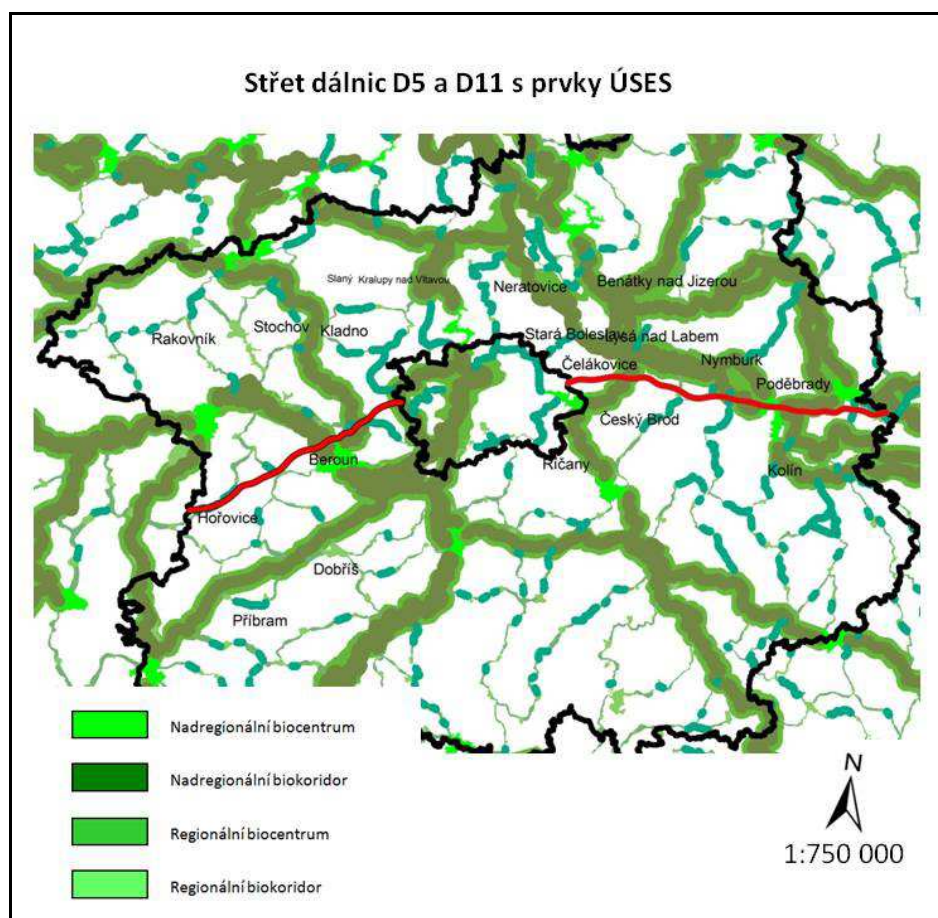 Střet dálnic D5 a D11 s prvky ÚSES
Slaný
Kralupy nad Vltavou
Neratovice
Benátky nad Jizerou
Rakovník
Stochov
Kladno
Stará Boleslav
Lysá nad Labem
Čelákovice
Nymburk
Poděbrady
Český Brod
Beroun
Říčany
Kolín
Hořovice
Dobříš
Příbram
Nadregionální biocentrum
Nadregionální biokoridor
Regionální biocentrum
Regionální biokoridor
N
1:750 000